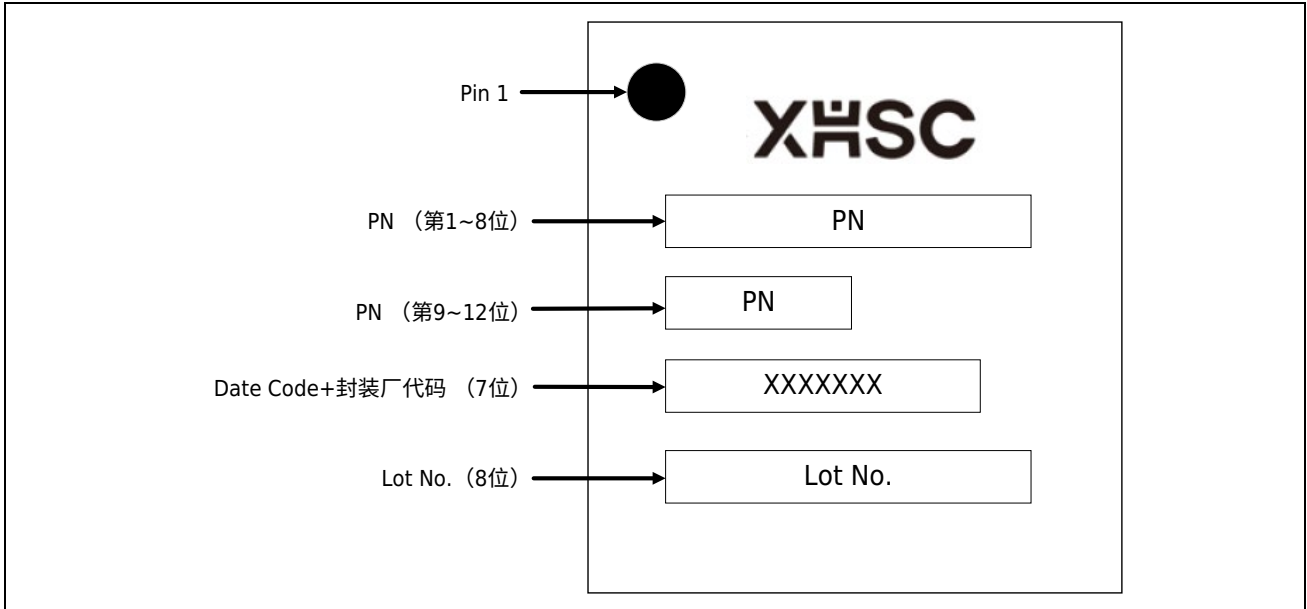 XHSC
Pin 1
PN （第1~8位）
PN
PN （第9~12位）
PN
Date Code+封装厂代码 （7位）
XXXXXXX
Lot No.（8位）
Lot No.